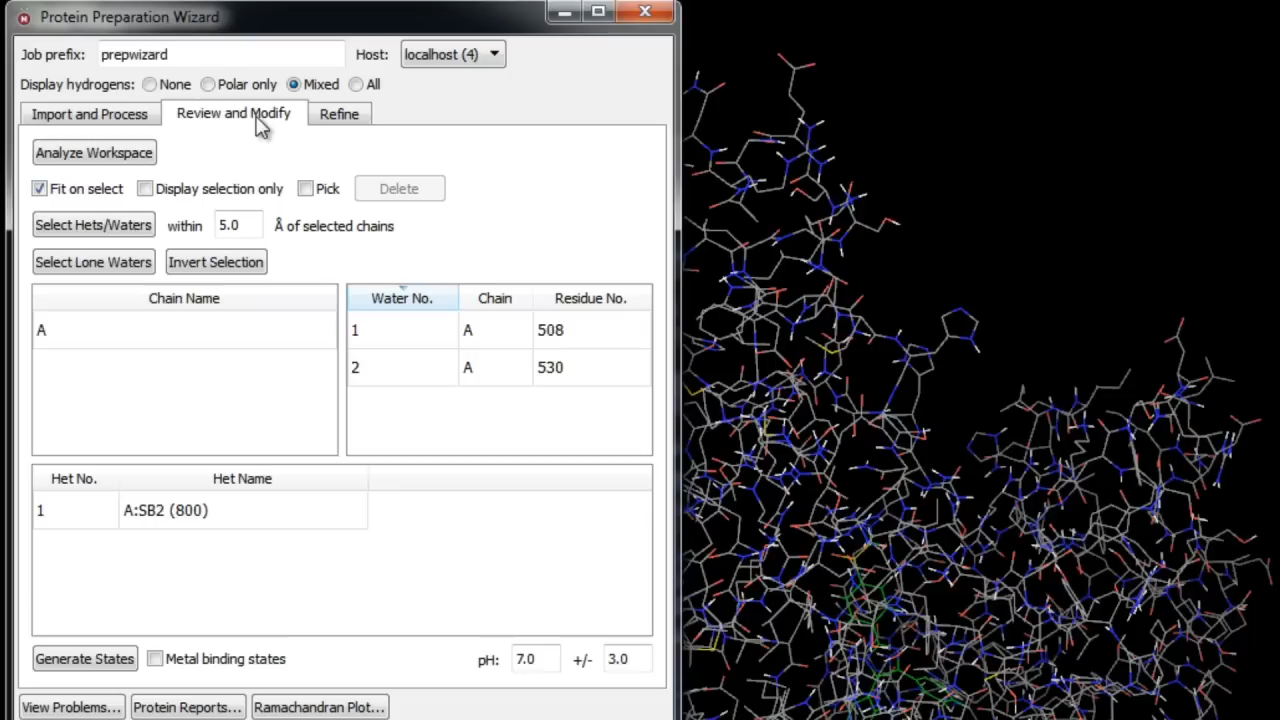 Protein Preparation Wizard
Job prefix: prepwizard Host: localhost (4)
Display hydrogens: None Polar only Mixed All
Import and Process Review and Modify Refine
Analyze Workspace
Fit on select Display selection only Pick Delete
Select Hets/Waters within 5.0 Å of selected chains
Select Lone Waters Invert Selection
Chain Name Water No. Chain Residue No.
A 1 A 508
2 A 530
Het No. Het Name
1 A:SB2 (800)
Generate States Metal binding states pH: 7.0 +/- 3.0
View Problems... Protein Reports... Ramachandran Plot...